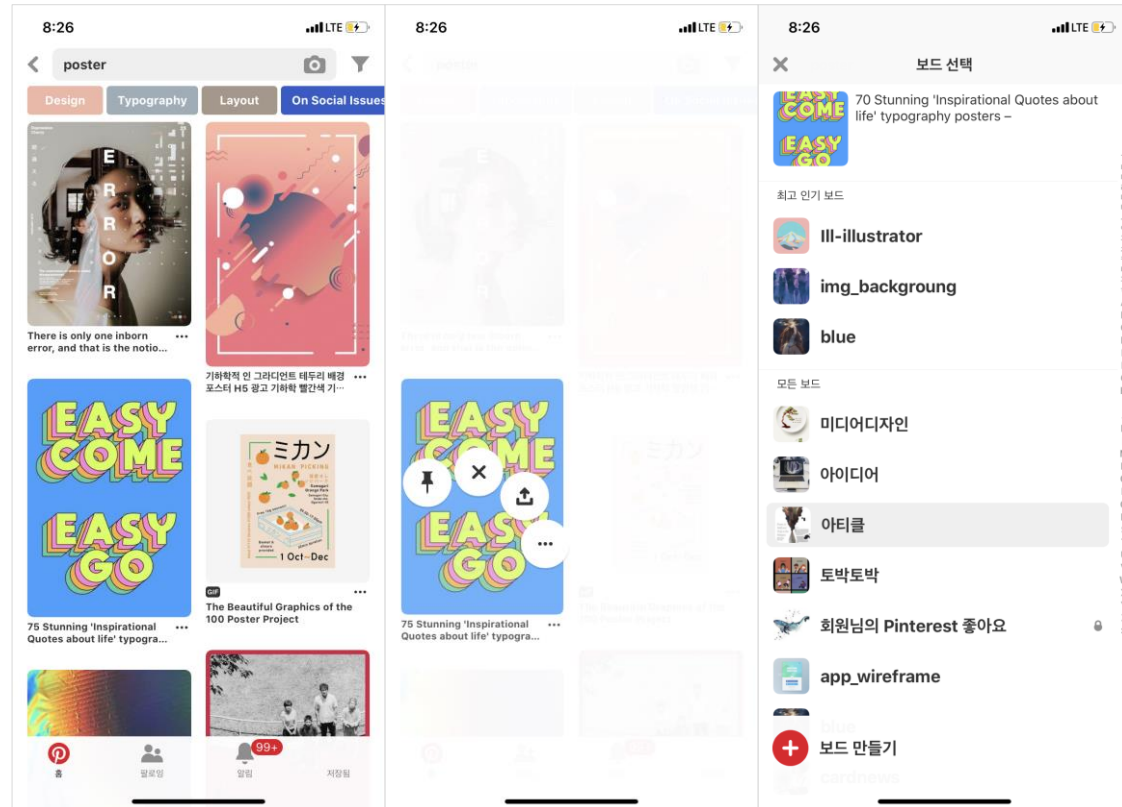 8:26
LTE
poster
Design
Typography
Layout
On Social Issues
E
R
R
O
R
There is only one inborn
error, and that is the notio...
기하학적 인 그라디언트 테두리 배경
포스터 H5 광고 기하학 빨간색 기...
EASY
COME
EASY
GO
75 Stunning 'Inspirational
Quotes about life' typogra...
ミカン
MIKAN PICKING
1 Oct–Dec
GIF
The Beautiful Graphics of the
100 Poster Project
99+
홈
팔로잉
알림
저장됨
8:26
LTE
EASY
COME
EASY
GO
75 Stunning 'Inspirational
Quotes about life' typogra...
8:26
LTE
보드 선택
EASY
COME
EASY
GO
70 Stunning 'Inspirational Quotes about
life' typography posters –
최고 인기 보드
Ill-illustrator
img_backgroung
blue
모든 보드
미디어디자인
아이디어
아티클
토박토박
회원님의 Pinterest 좋아요
app_wireframe
blue
보드 만들기
cardnews